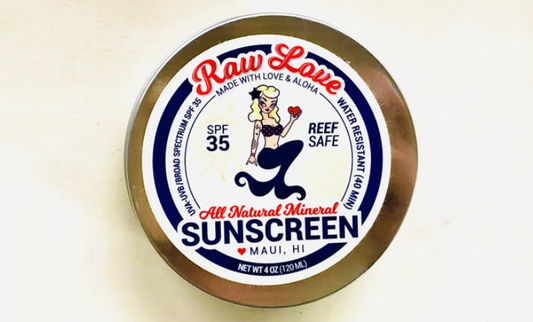 Raw Love
MADE WITH LOVE & ALOHA
UVA-UVB/BROAD SPECTRUM SPF 35
SPF
35
REEF
SAFE
WATER RESISTANT (40 MIN)
All Natural Mineral
SUNSCREEN
MAUI, HI
NET WT 4 OZ (120 ML)